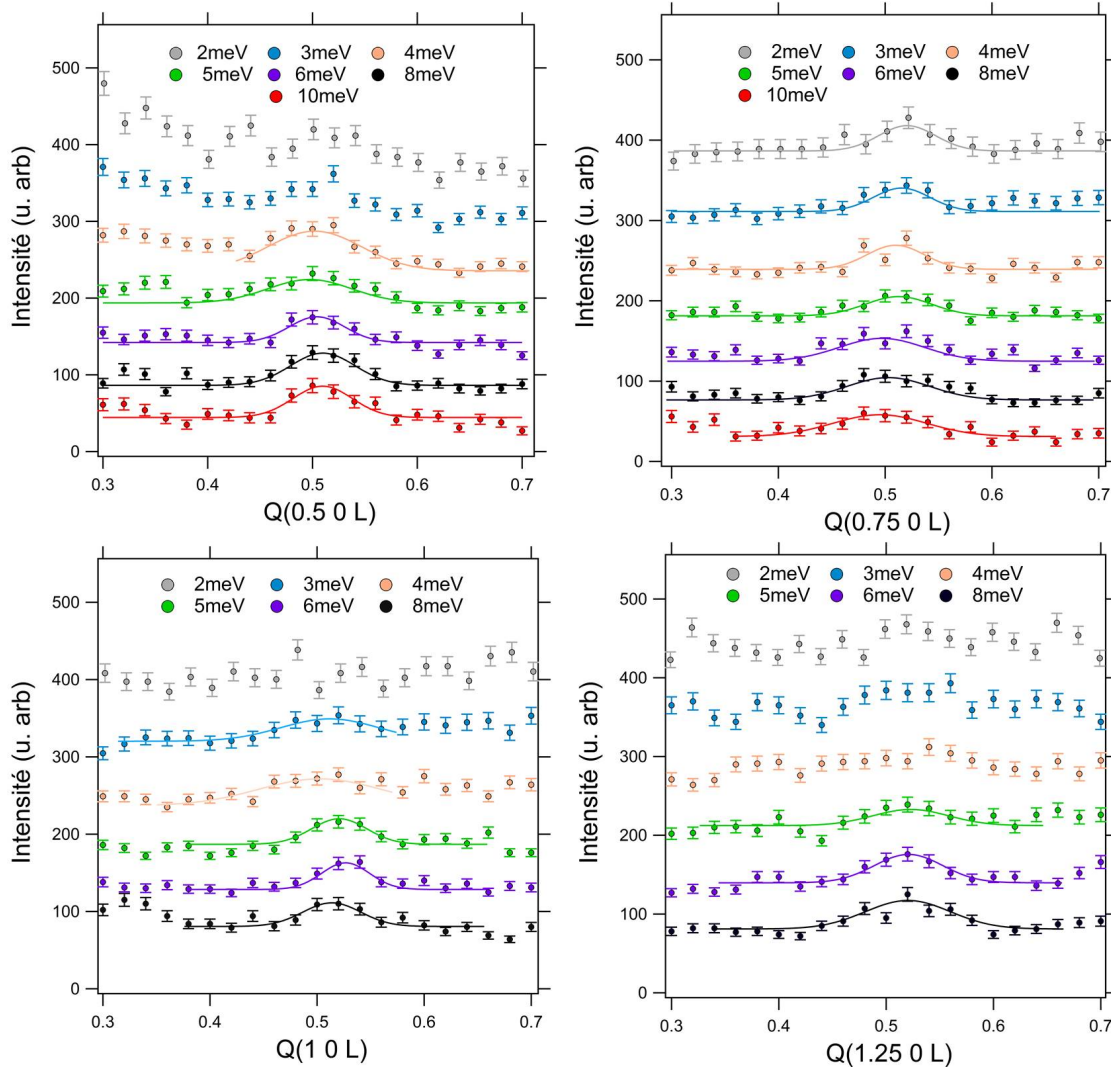 2meV 3meV 4meV
5meV 6meV 8meV
10meV
500
400
300
200
100
0
Intensité (u. arb)
0.3 0.4 0.5 0.6 0.7
Q(0.5 0 L)
2meV 3meV 4meV
5meV 6meV 8meV
10meV
500
400
300
200
100
0
Intensité (u. arb)
0.3 0.4 0.5 0.6 0.7
Q(0.75 0 L)
2meV 3meV 4meV
5meV 6meV 8meV
500
400
300
200
100
0
Intensité (u. arb)
0.3 0.4 0.5 0.6 0.7
Q(1 0 L)
2meV 3meV 4meV
5meV 6meV 8meV
500
400
300
200
100
0
Intensité (u. arb)
0.3 0.4 0.5 0.6 0.7
Q(1.25 0 L)